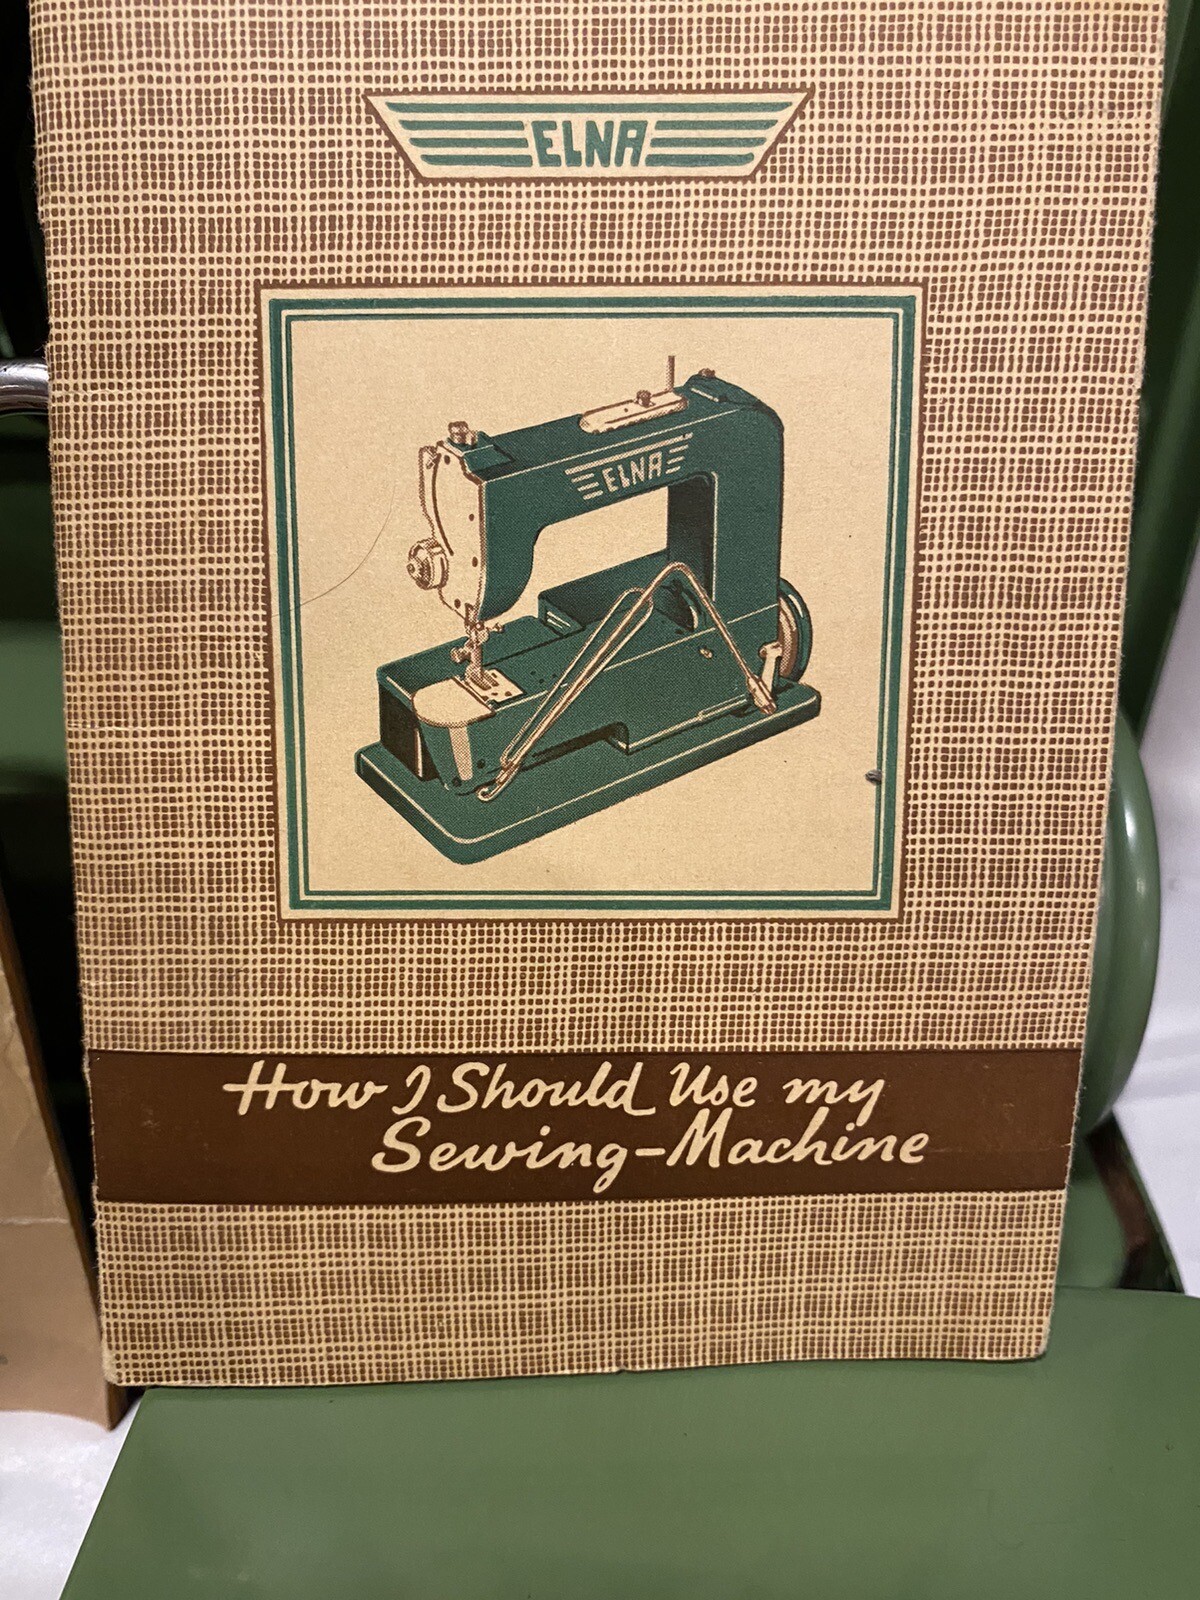 ELNA
ELNA
How I Should Use my
Sewing-Machine